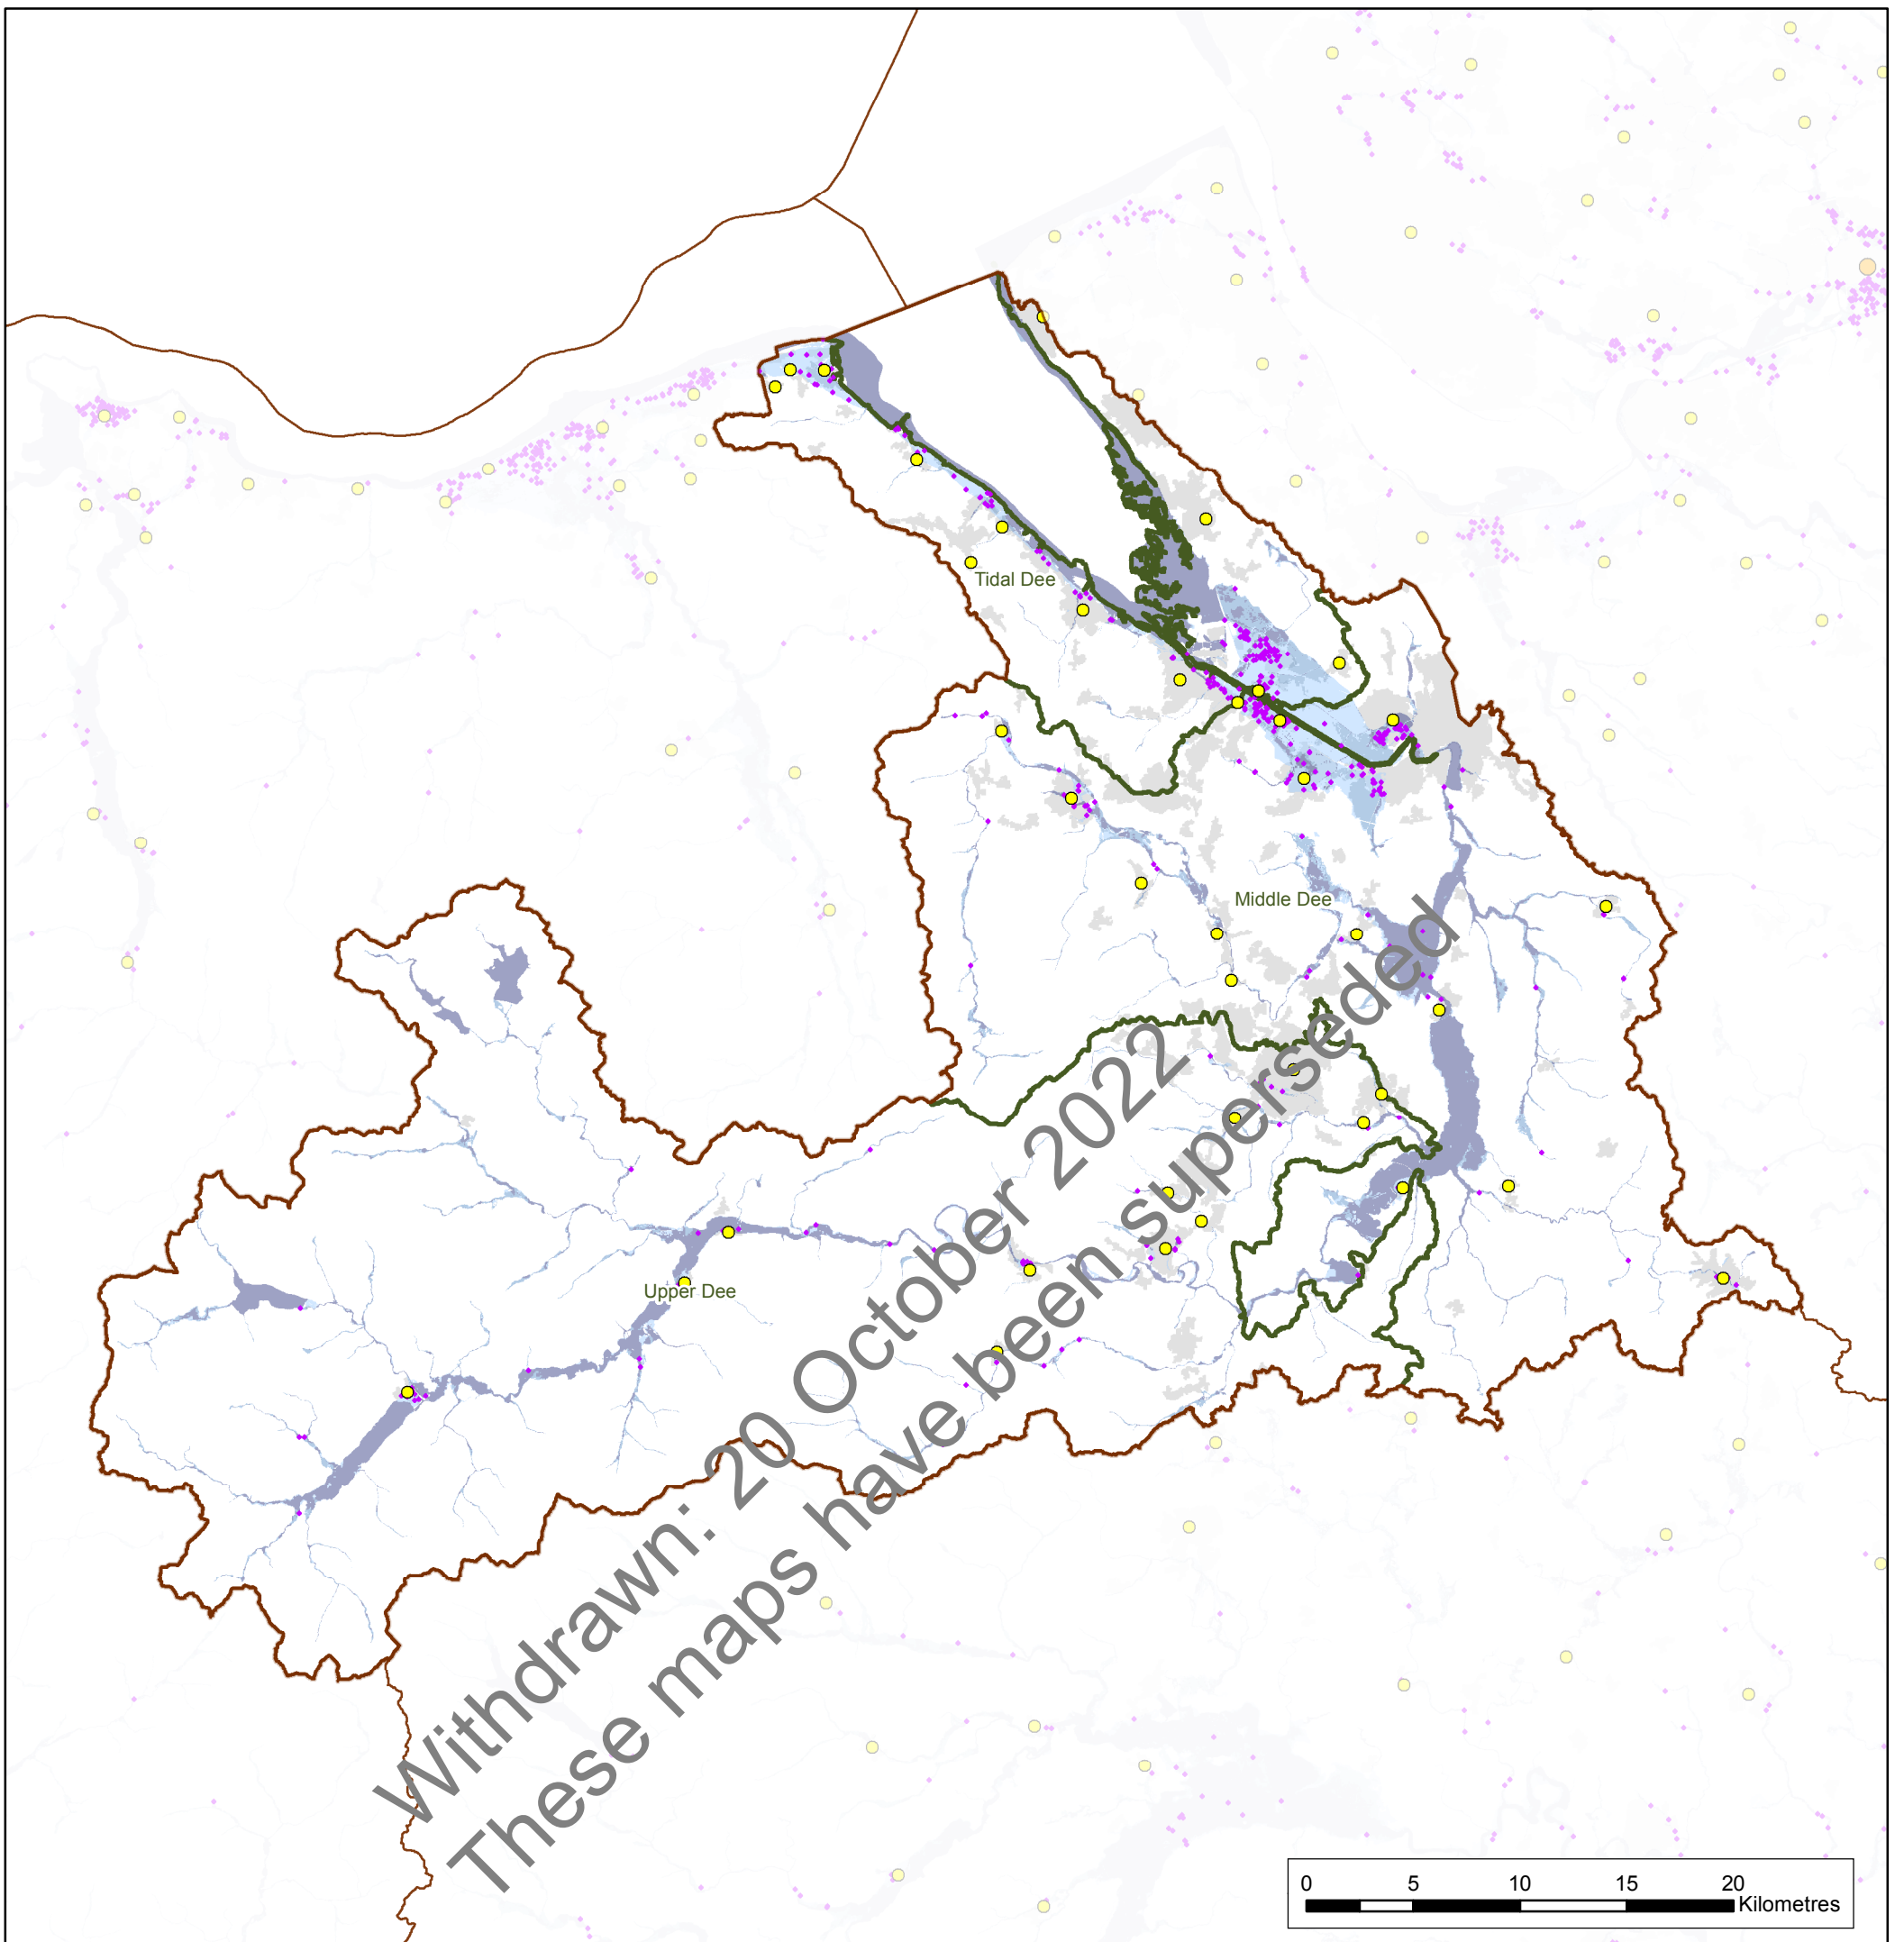 Tidal Dee
Middle Dee
Upper Dee
Withdrawn: 20 October 2022
These maps have been superseded
0 5 10 15 20
Kilometres